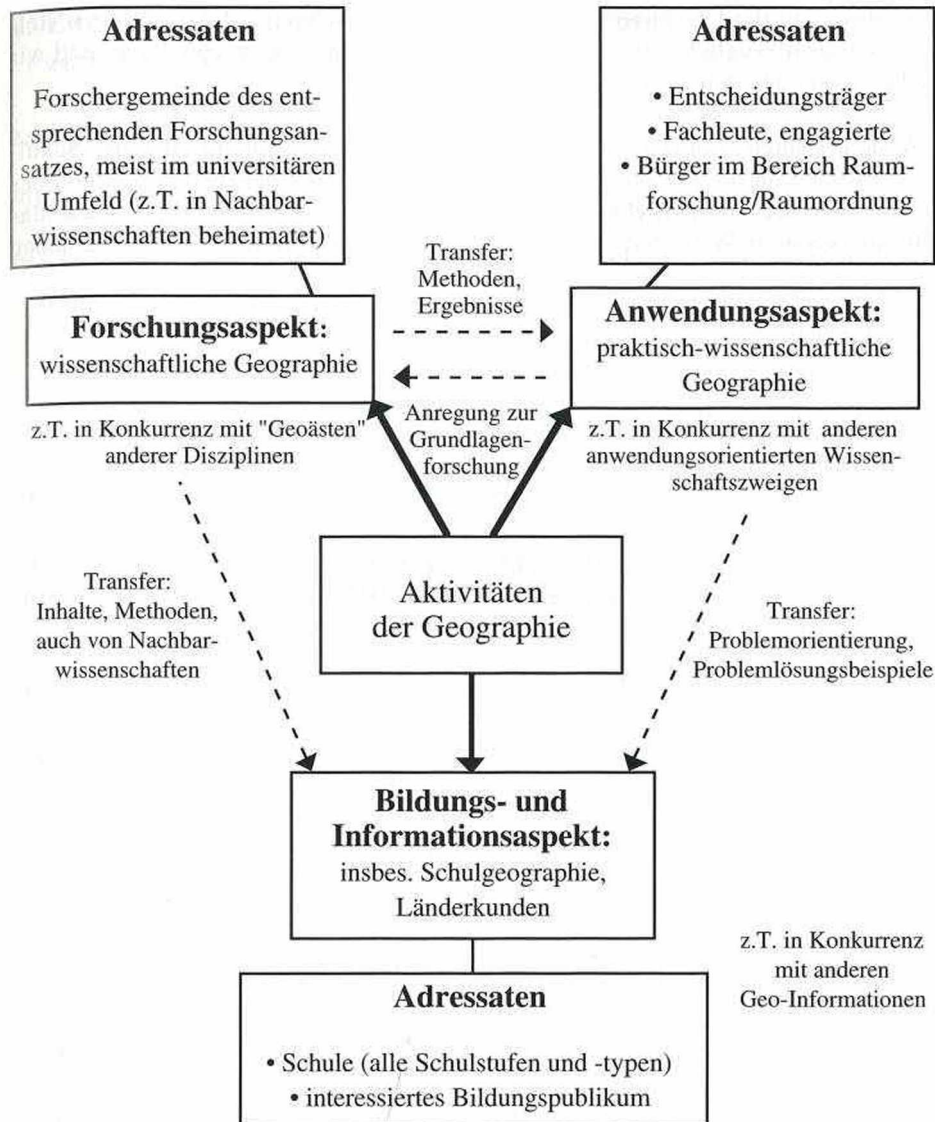 Adressaten
Forschergemeinde des ent-
sprechenden Forschungsan-
satzes, meist im universitären
Umfeld (z.T. in Nachbar-
wissenschaften beheimatet)
Adressaten
• Entscheidungsträger
• Fachleute, engagierte
• Bürger im Bereich Raum-
forschung/Raumordnung
Transfer:
Methoden,
Ergebnisse
Forschungsaspekt:
wissenschaftliche Geographie
Anwendungsaspekt:
praktisch-wissenschaftliche
Geographie
z.T. in Konkurrenz mit "Geoästen"
anderer Disziplinen
Anregung zur
Grundlagen-
forschung
z.T. in Konkurrenz mit anderen
anwendungsorientierten Wissen-
schaftszweigen
Aktivitäten
der Geographie
Transfer:
Inhalte, Methoden,
auch von Nachbar-
wissenschaften
Transfer:
Problemorientierung,
Problemlösungsbeispiele
Bildungs- und
Informationsaspekt:
insbes. Schulgeographie,
Länderkunden
z.T. in Konkurrenz
mit anderen
Geo-Informationen
Adressaten
• Schule (alle Schulstufen und -typen)
• interessiertes Bildungspublikum